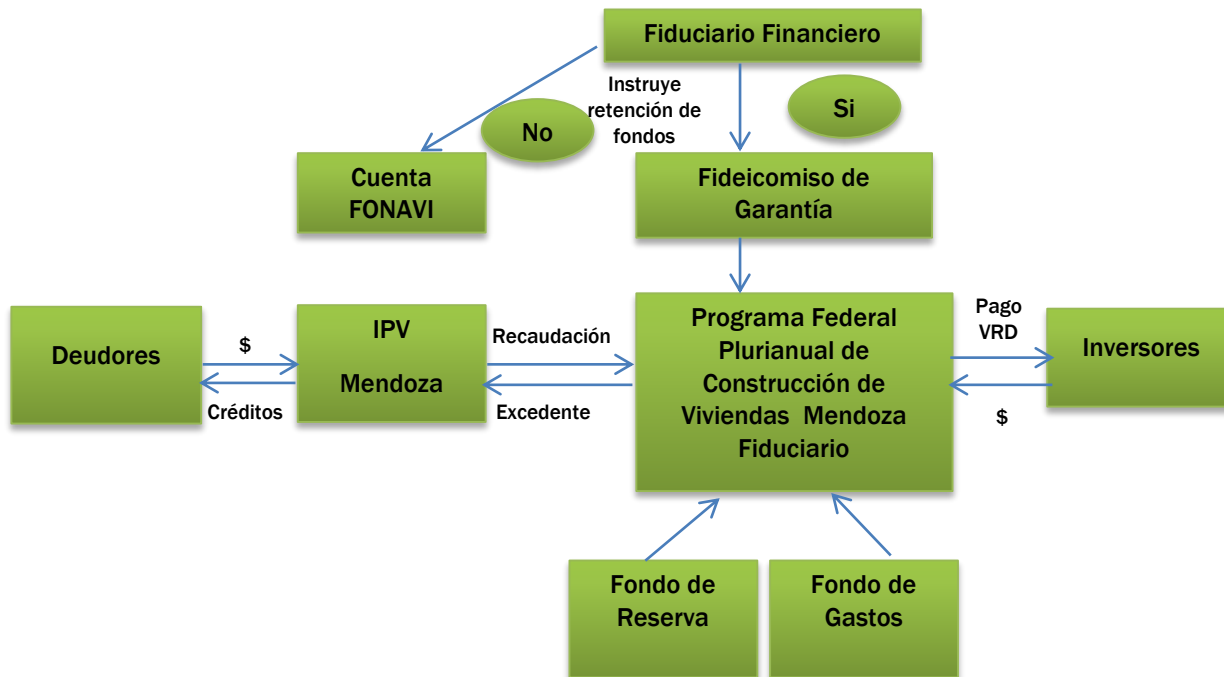 Fiduciario Financiero
Instruye
retención de
fondos
No
Si
Cuenta
FONAVI
Fideicomiso de
Garantía
Deudores
$
Créditos
IPV
Mendoza
Recaudación
Excedente
Programa Federal
Plurianual de
Construcción de
Viviendas Mendoza
Fiduciario
Pago
VRD
$
Inversores
Fondo de
Reserva
Fondo de
Gastos